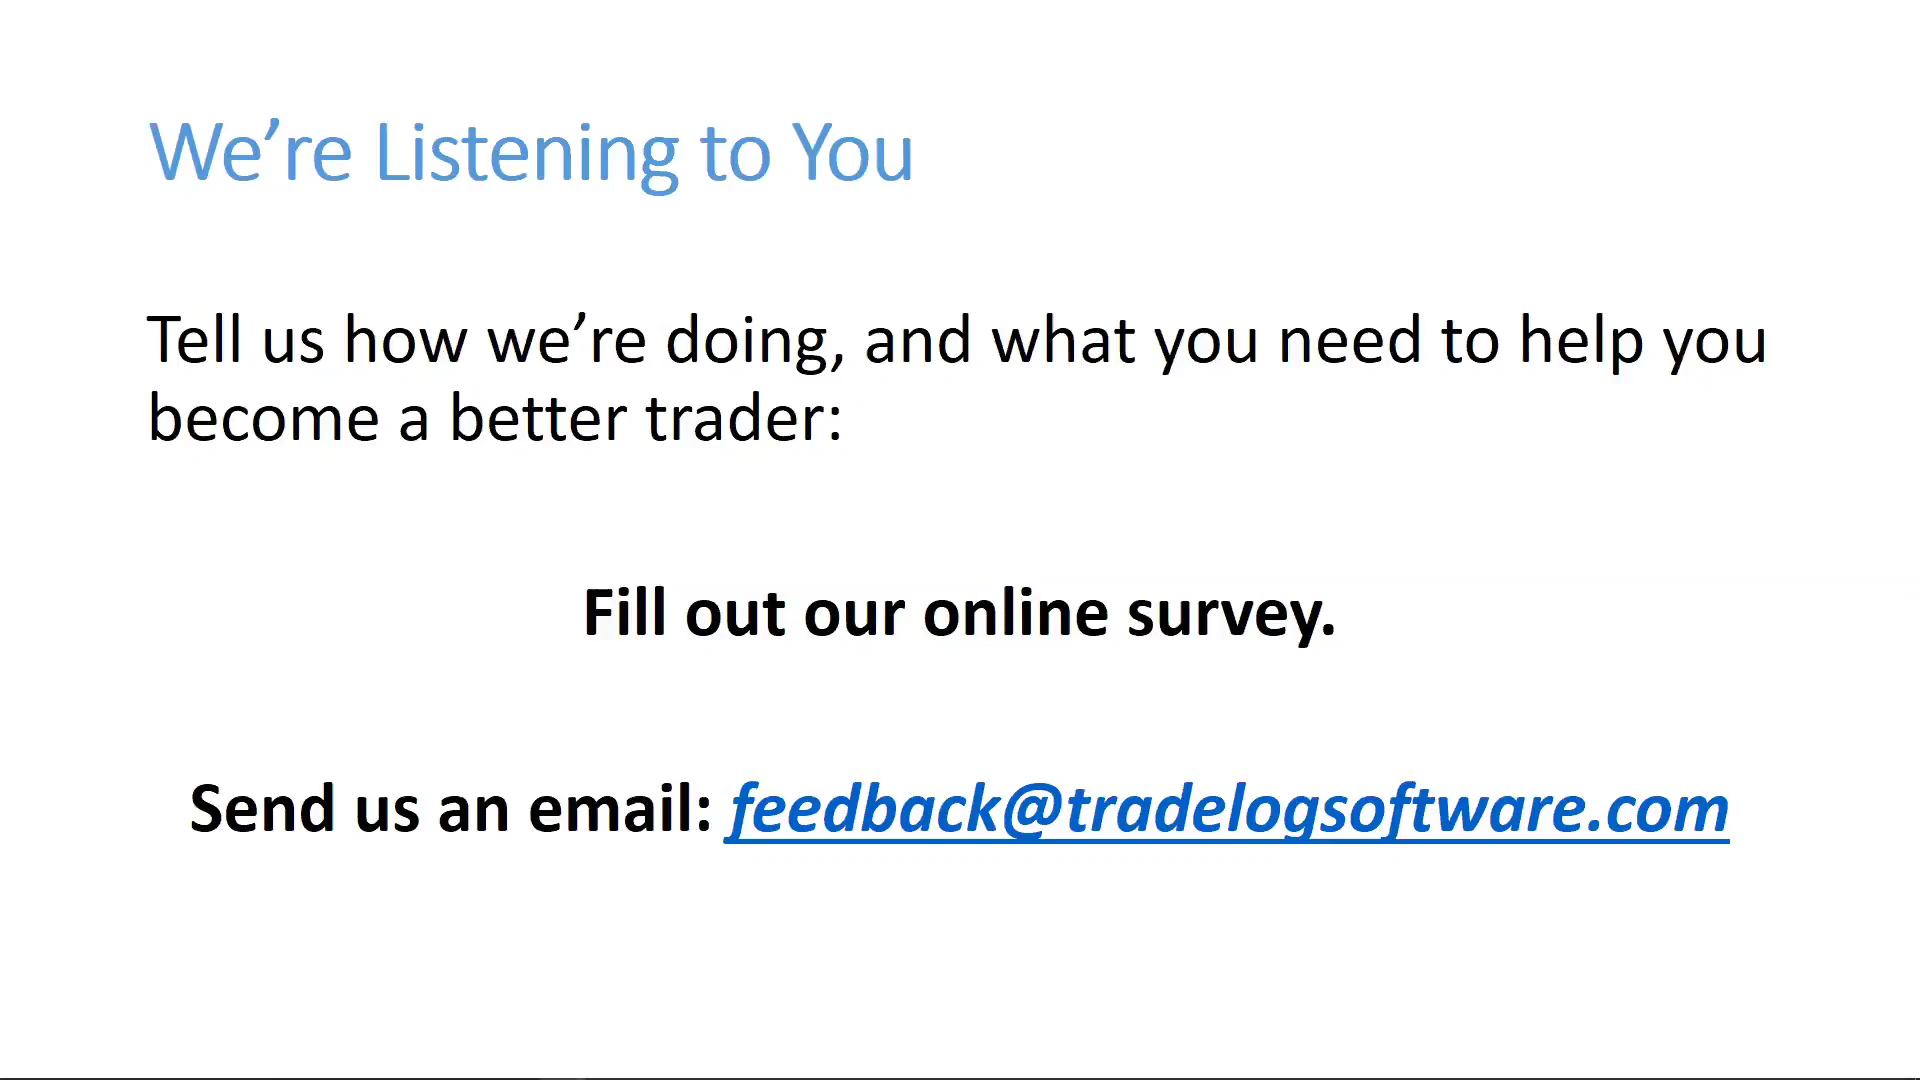 We’re Listening to You
Tell us how we’re doing, and what you need to help you
become a better trader:
Fill out our online survey.
Send us an email: feedback@tradelogsoftware.com